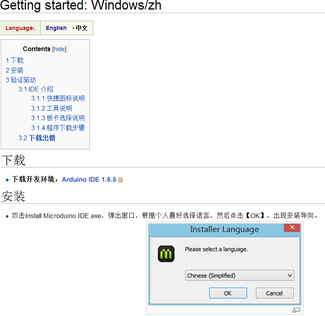 Getting started: Windows/zh
Language: English • 中文
Contents [hide]
1 下载
2 安装
3 验证驱动
3.1 IDE 介绍
3.1.1 快捷图标说明
3.1.2 工具说明
3.1.3 板卡选择说明
3.1.4 程序下载步骤
3.2 下载出错
下载
下载开发环境，Arduino IDE 1.6.5
安装
双击Install Microduino IDE.exe，弹出窗口，根据个人喜好选择语言，然后点击【OK】。出现安装导向。
Installer Language
Please select a language.
Chinese (Simplified)
OK Cancel